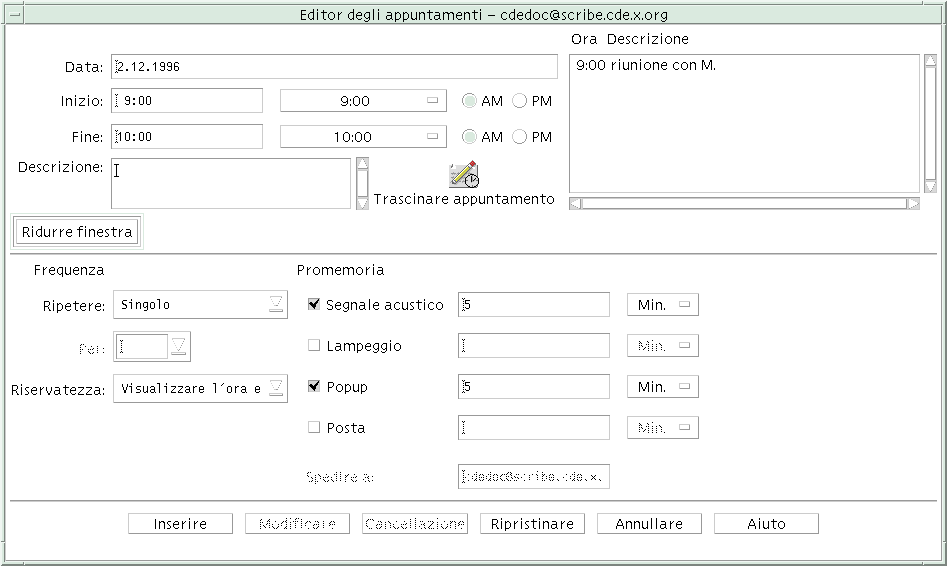 Editor degli appuntamenti – cdedoc@scribe.cde.x.org
Ora Descrizione
Data: 2.12.1996
9:00 riunione con M.
Inizio: 9:00 9:00 AM PM
Fine: 10:00 10:00 AM PM
Descrizione:
Trascinare appuntamento
Ridurre finestra
Frequenza Promemoria
Ripetere: Singolo Segnale acustico 5 Min.
Per: Lampeggio Min.
Riservatezza: Visualizzare l'ora e Popup 5 Min.
Posta Min.
Spedire a: cdedoc@scribe.cde.x.
Inserire Modificare Cancellazione Ripristinare Annullare Aiuto